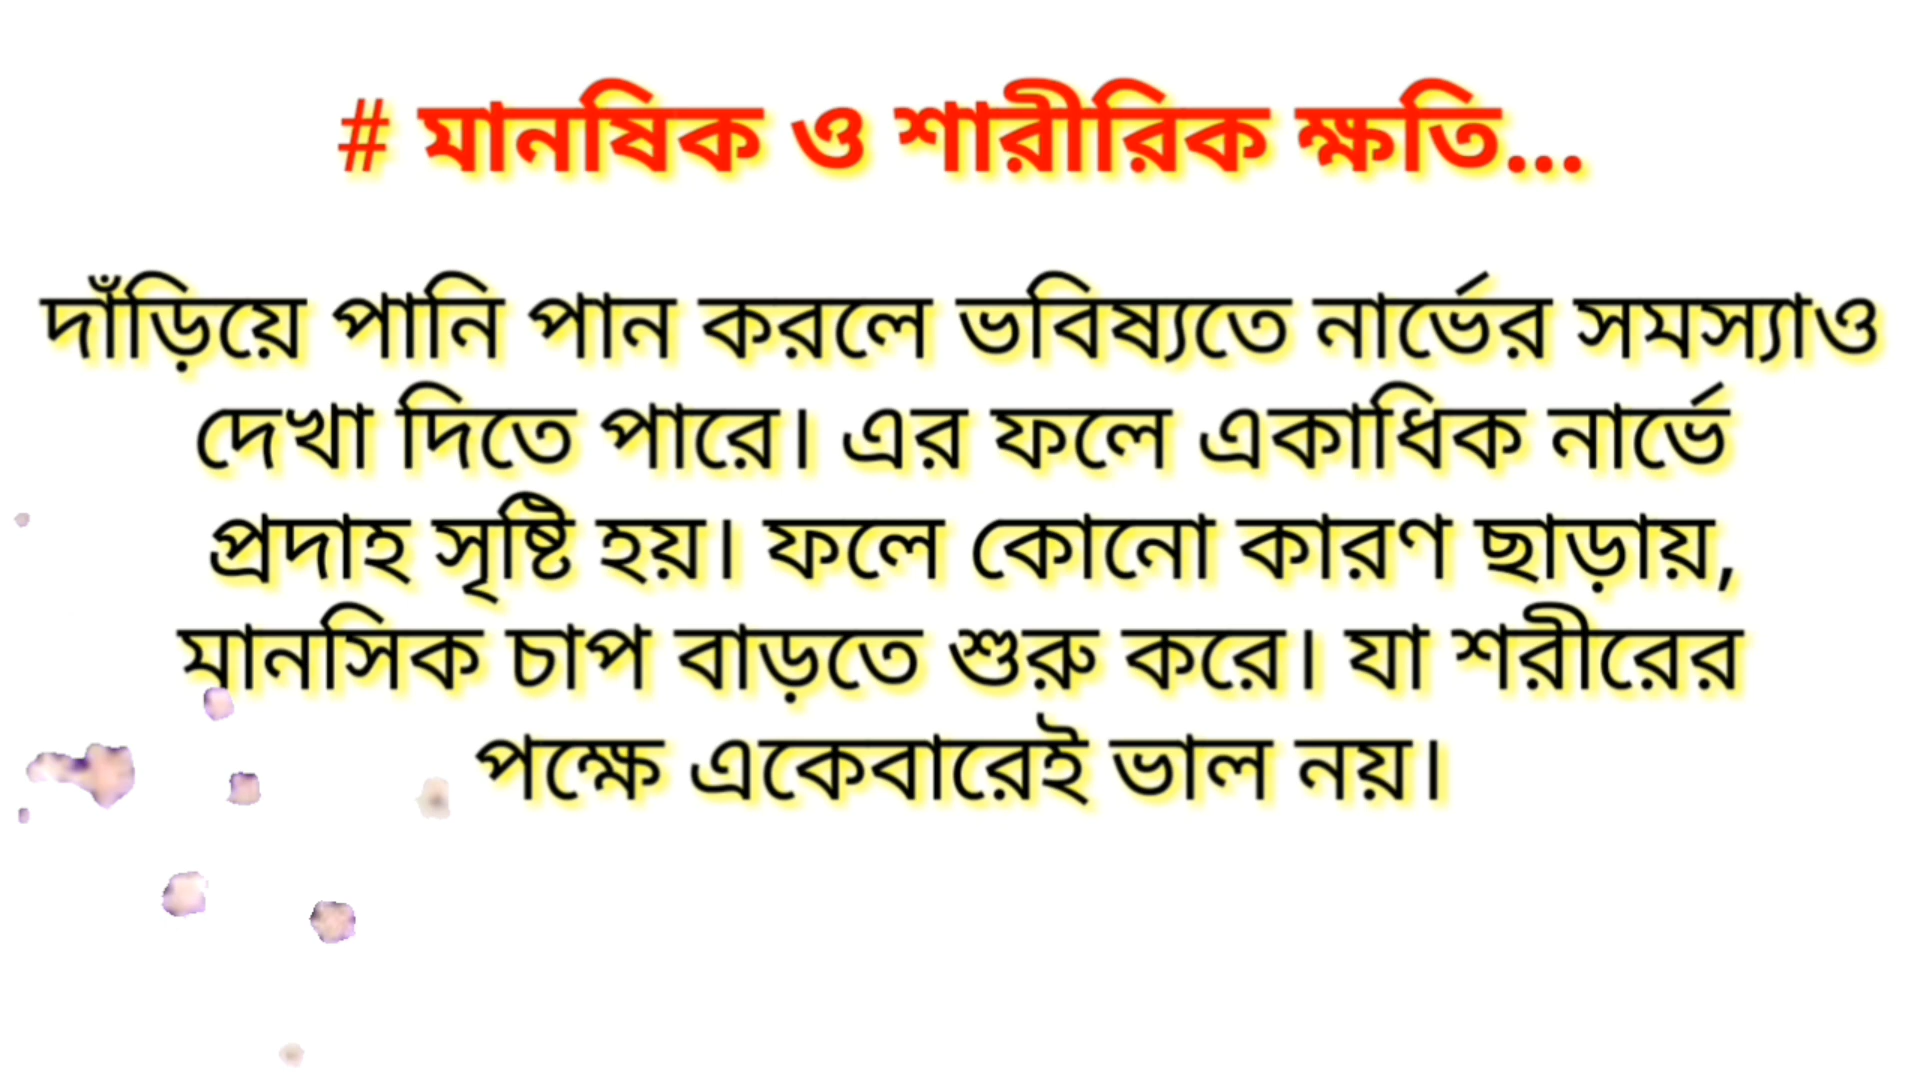 # মানষিক ও শারীরিক ক্ষতি...
দাঁড়িয়ে পানি পান করলে ভবিষ্যতে নার্ভের সমস্যাও
দেখা দিতে পারে। এর ফলে একাধিক নার্ভে
প্রদাহ সৃষ্টি হয়। ফলে কোনো কারণ ছাড়ায়,
মানসিক চাপ বাড়তে শুরু করে। যা শরীরের
পক্ষে একেবারেই ভাল নয়।